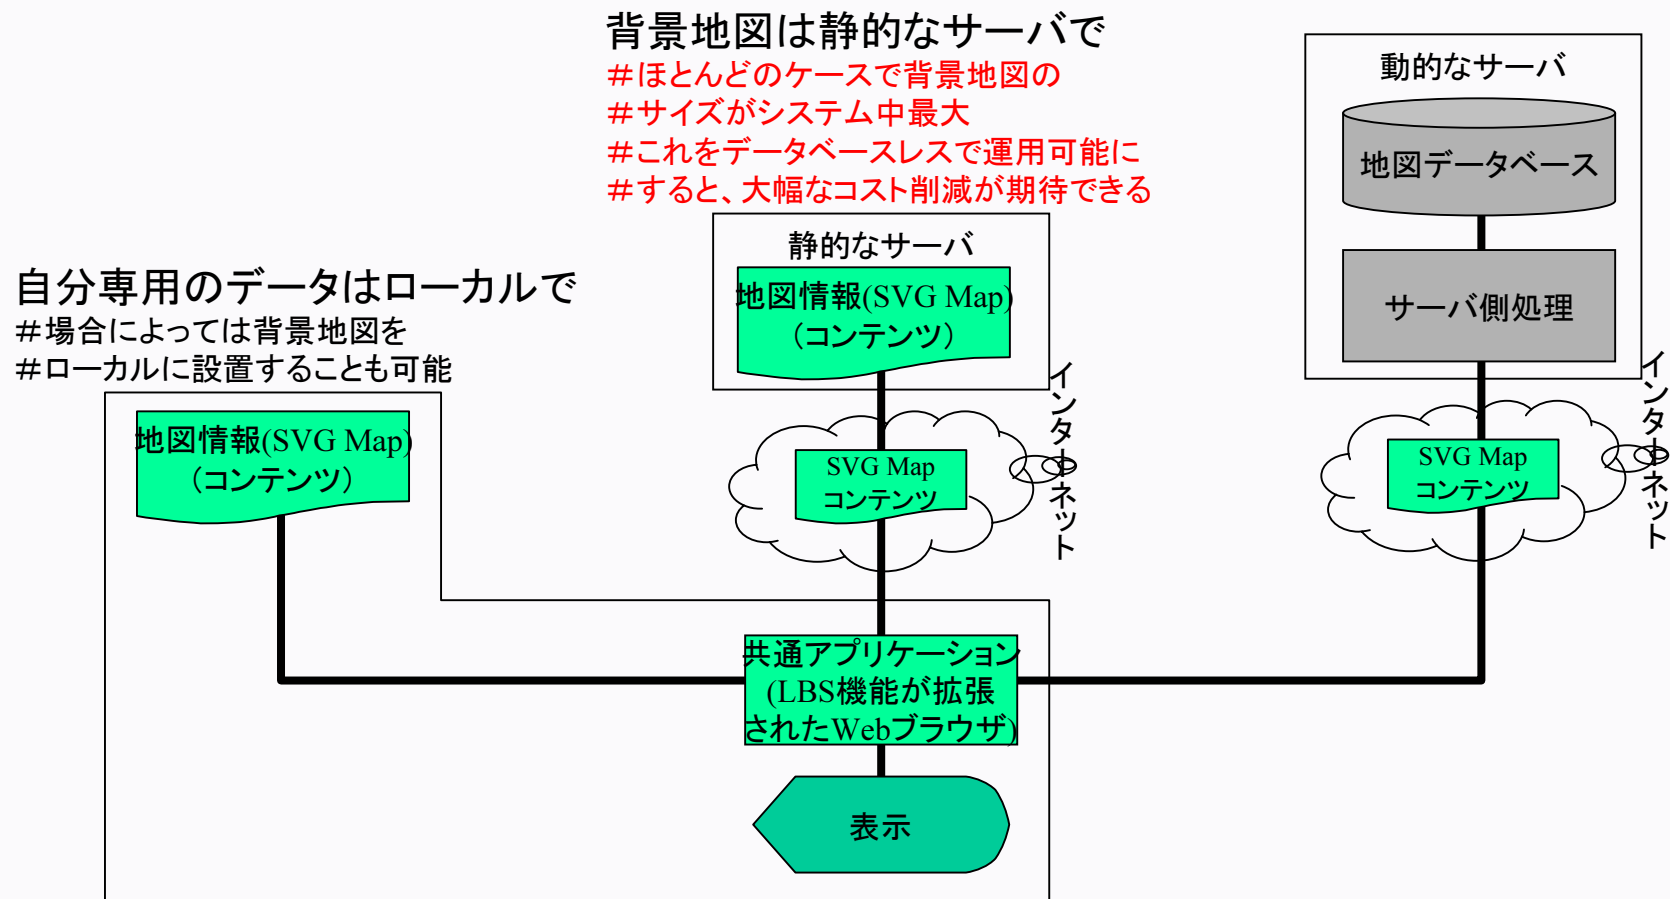 背景地図は静的なサーバで
＃ほとんどのケースで背景地図の
＃サイズがシステム中最大
＃これをデータベースレスで運用可能に
＃すると、大幅なコスト削減が期待できる
動的なサーバ
地図データベース
サーバ側処理
静的なサーバ
地図情報(SVG Map)
（コンテンツ）
自分専用のデータはローカルで
＃場合によっては背景地図を
＃ローカルに設置することも可能
地図情報(SVG Map)
（コンテンツ）
インターネット
SVG Map
コンテンツ
インターネット
SVG Map
コンテンツ
共通アプリケーション
(LBS機能が拡張
されたWebブラウザ)
表示